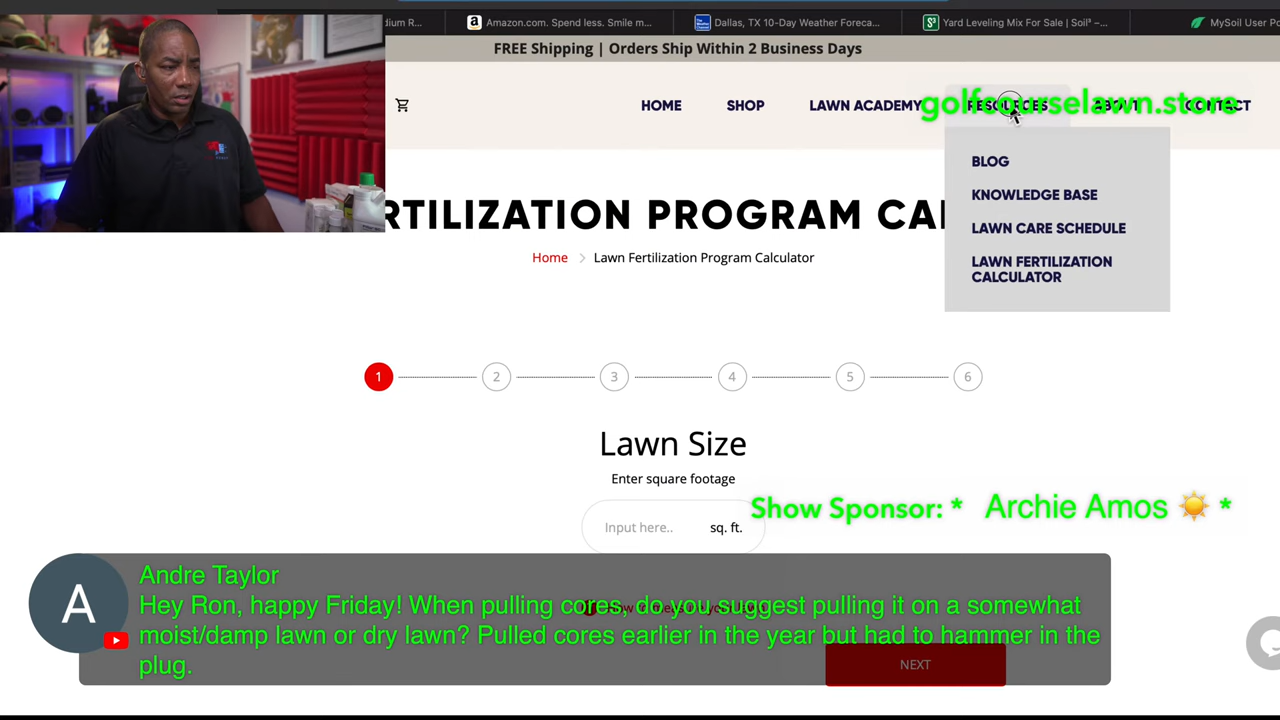 dium R...
Amazon.com. Spend less. Smile m...
Dallas, TX 10-Day Weather Foreca...
Yard Leveling Mix For Sale | Soil³ –...
MySoil User Po
FREE Shipping | Orders Ship Within 2 Business Days
HOME SHOP LAWN ACADEMY RESOURCES ABOUT CONTACT
golfcourselawn.store
BLOG
KNOWLEDGE BASE
LAWN CARE SCHEDULE
LAWN FERTILIZATION
CALCULATOR
RTILIZATION PROGRAM CAL
Home > Lawn Fertilization Program Calculator
1 2 3 4 5 6
Lawn Size
Enter square footage
Input here.. sq. ft.
Show Sponsor: * Archie Amos ☀️ *
A
Andre Taylor
Hey Ron, happy Friday! When pulling cores, do you suggest pulling it on a somewhat
moist/damp lawn or dry lawn? Pulled cores earlier in the year but had to hammer in the
plug.
NEXT